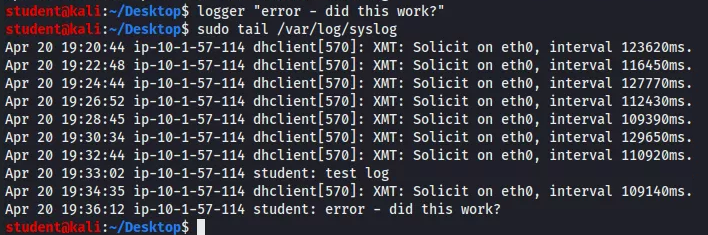 student@kali:~/Desktop$ logger "error - did this work?"
student@kali:~/Desktop$ sudo tail /var/log/syslog
Apr 20 19:20:44 ip-10-1-57-114 dhclient[570]: XMT: Solicit on eth0, interval 123620ms.
Apr 20 19:22:48 ip-10-1-57-114 dhclient[570]: XMT: Solicit on eth0, interval 116450ms.
Apr 20 19:24:44 ip-10-1-57-114 dhclient[570]: XMT: Solicit on eth0, interval 127770ms.
Apr 20 19:26:52 ip-10-1-57-114 dhclient[570]: XMT: Solicit on eth0, interval 112430ms.
Apr 20 19:28:45 ip-10-1-57-114 dhclient[570]: XMT: Solicit on eth0, interval 109390ms.
Apr 20 19:30:34 ip-10-1-57-114 dhclient[570]: XMT: Solicit on eth0, interval 129650ms.
Apr 20 19:32:44 ip-10-1-57-114 dhclient[570]: XMT: Solicit on eth0, interval 110920ms.
Apr 20 19:33:02 ip-10-1-57-114 student: test log
Apr 20 19:34:35 ip-10-1-57-114 dhclient[570]: XMT: Solicit on eth0, interval 109140ms.
Apr 20 19:36:12 ip-10-1-57-114 student: error - did this work?
student@kali:~/Desktop$